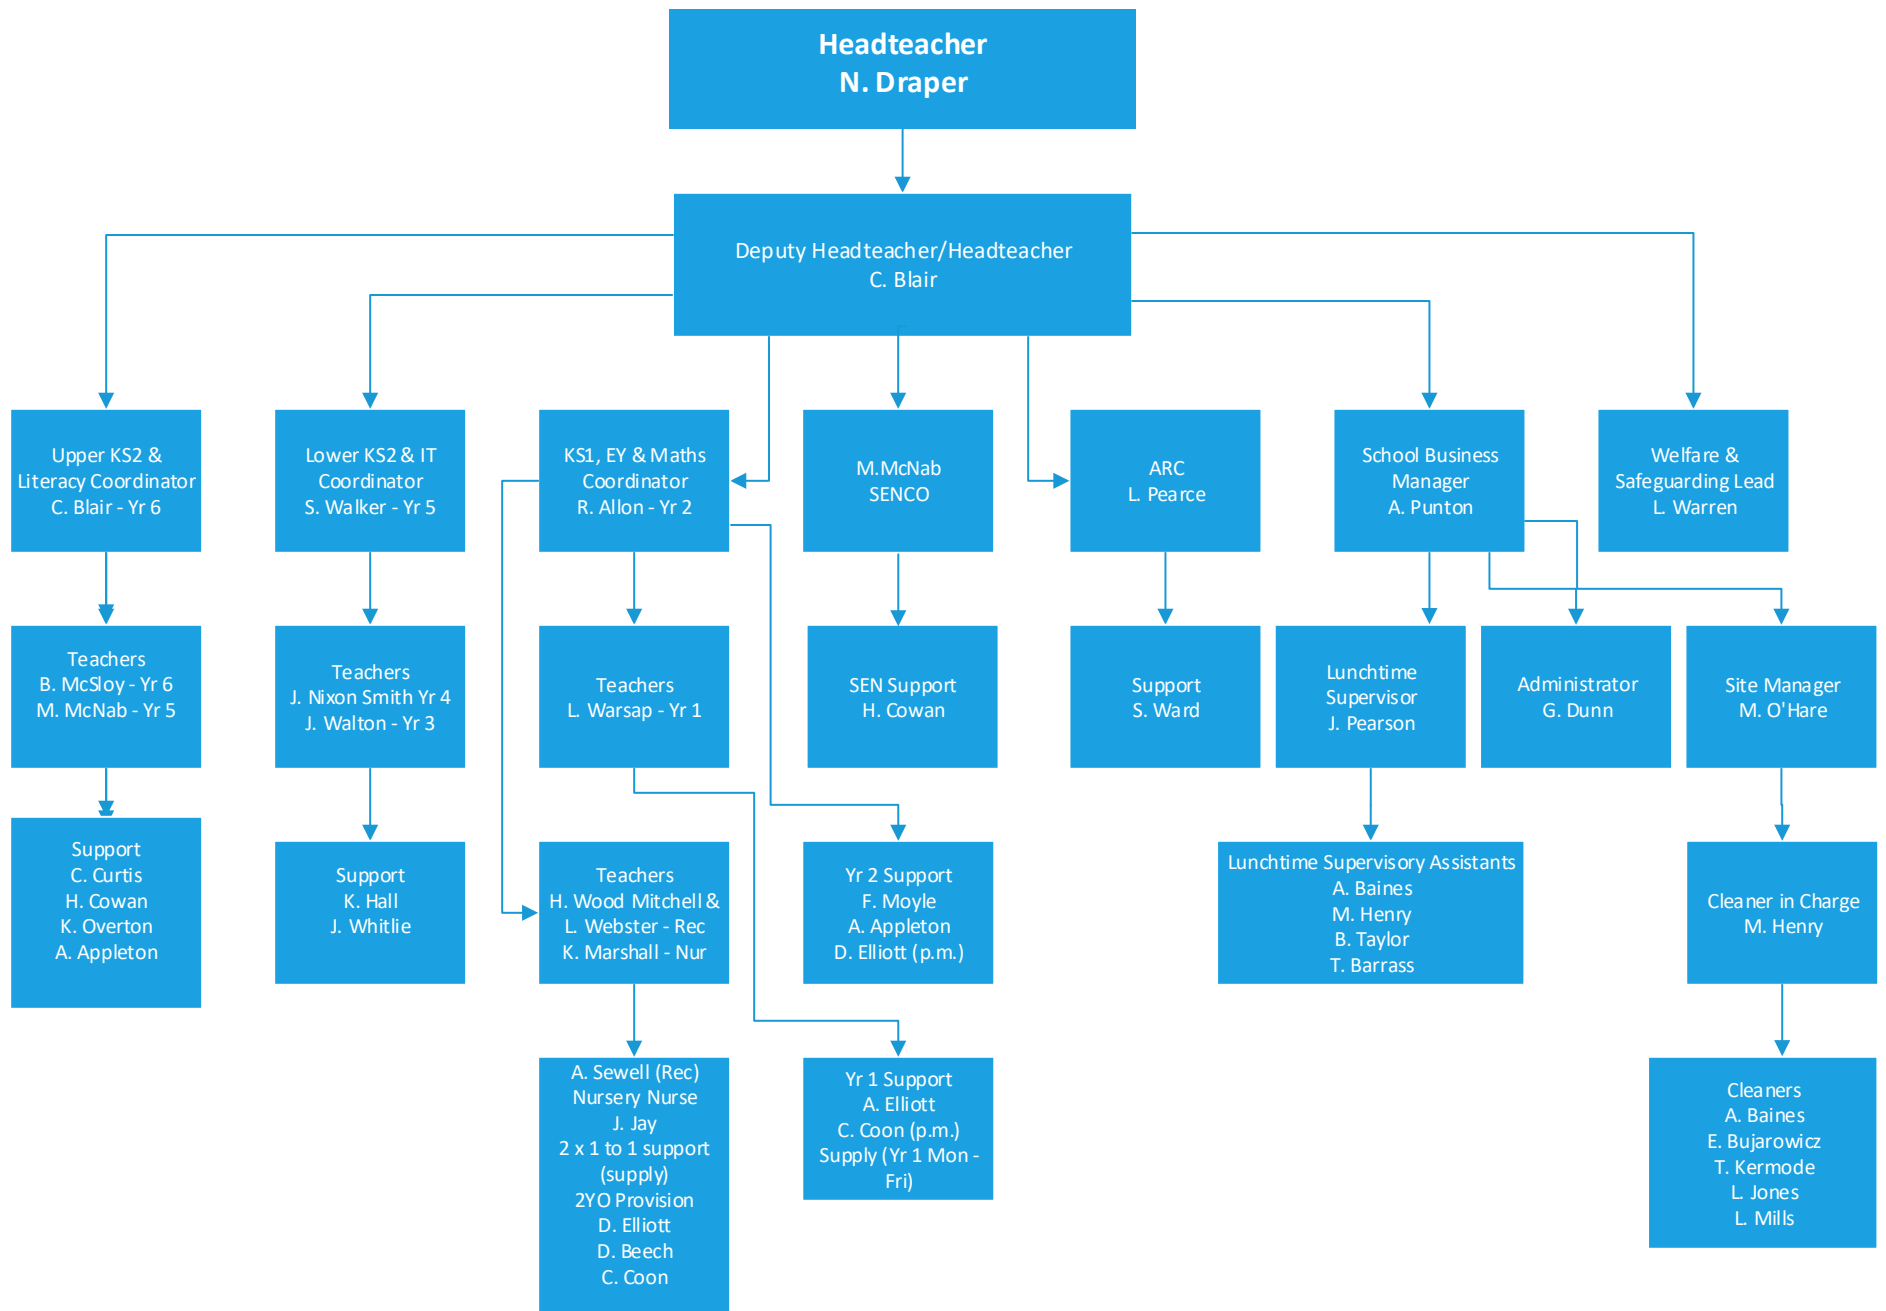 Headteacher
N. Draper
Deputy Headteacher/Headteacher
C. Blair
Upper KS2 &
Literacy Coordinator
C. Blair - Yr 6
Lower KS2 & IT
Coordinator
S. Walker - Yr 5
KS1, EY & Maths
Coordinator
R. Allon - Yr 2
M.McNab
SENCO
ARC
L. Pearce
School Business
Manager
A. Punton
Welfare &
Safeguarding Lead
L. Warren
Teachers
B. McSloy - Yr 6
M. McNab - Yr 5
Teachers
J. Nixon Smith Yr 4
J. Walton - Yr 3
Teachers
L. Warsap - Yr 1
SEN Support
H. Cowan
Support
S. Ward
Lunchtime
Supervisor
J. Pearson
Administrator
G. Dunn
Site Manager
M. O'Hare
Support
C. Curtis
H. Cowan
K. Overton
A. Appleton
Support
K. Hall
J. Whitlie
Teachers
H. Wood Mitchell &
L. Webster - Rec
K. Marshall - Nur
Yr 2 Support
F. Moyle
A. Appleton
D. Elliott (p.m.)
Lunchtime Supervisory Assistants
A. Baines
M. Henry
B. Taylor
T. Barrass
Cleaner in Charge
M. Henry
A. Sewell (Rec)
Nursery Nurse
J. Jay
2 x 1 to 1 support
(supply)
2YO Provision
D. Elliott
D. Beech
C. Coon
Yr 1 Support
A. Elliott
C. Coon (p.m.)
Supply (Yr 1 Mon -
Fri)
Cleaners
A. Baines
E. Bujarowicz
T. Kermode
L. Jones
L. Mills